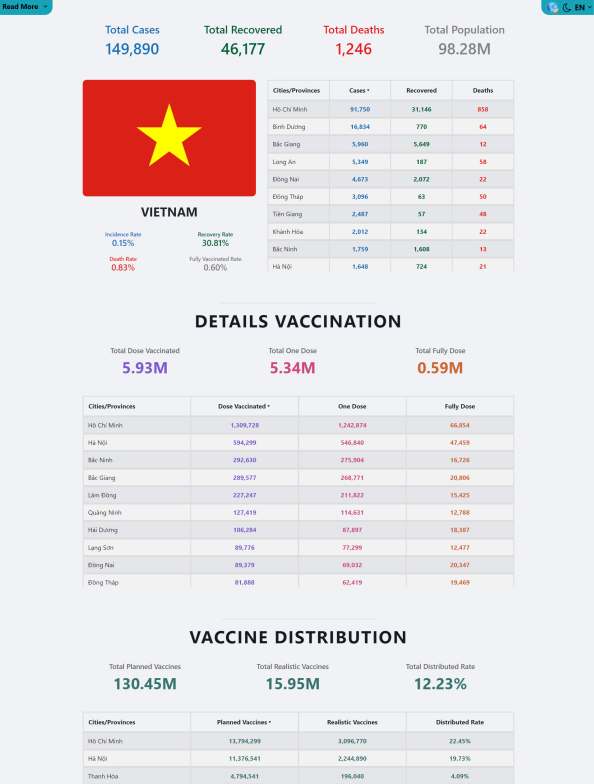 Read More
EN
Total Cases Total Recovered Total Deaths Total Population
149,890 46,177 1,246 98.28M
VIETNAM
Incidence Rate Recovery Rate
0.15% 30.81%
Death Rate Fully Vaccinated Rate
0.83% 0.60%
Cities/Provinces Cases Recovered Deaths
Hồ Chí Minh 91,750 31,146 858
Bình Dương 16,834 770 64
Bắc Giang 5,960 5,649 12
Long An 5,349 187 58
Đồng Nai 4,673 2,072 22
Đồng Tháp 3,096 63 50
Tiền Giang 2,487 57 48
Khánh Hòa 2,012 134 22
Bắc Ninh 1,759 1,608 13
Hà Nội 1,648 724 21
DETAILS VACCINATION
Total Dose Vaccinated Total One Dose Total Fully Dose
5.93M 5.34M 0.59M
Cities/Provinces Dose Vaccinated One Dose Fully Dose
Hồ Chí Minh 1,309,728 1,242,874 66,854
Hà Nội 594,299 546,840 47,459
Bắc Ninh 292,630 275,904 16,726
Bắc Giang 289,577 268,771 20,806
Lâm Đồng 227,247 211,822 15,425
Quảng Ninh 127,419 114,631 12,788
Hải Dương 106,284 87,897 18,387
Lạng Sơn 89,776 77,299 12,477
Đồng Nai 89,379 69,032 20,347
Đồng Tháp 81,888 62,419 19,469
VACCINE DISTRIBUTION
Total Planned Vaccines Total Realistic Vaccines Total Distributed Rate
130.45M 15.95M 12.23%
Cities/Provinces Planned Vaccines Realistic Vaccines Distributed Rate
Hồ Chí Minh 13,794,299 3,096,770 22.45%
Hà Nội 11,376,541 2,244,890 19.73%
Thanh Hóa 4,794,541 196,040 4.09%